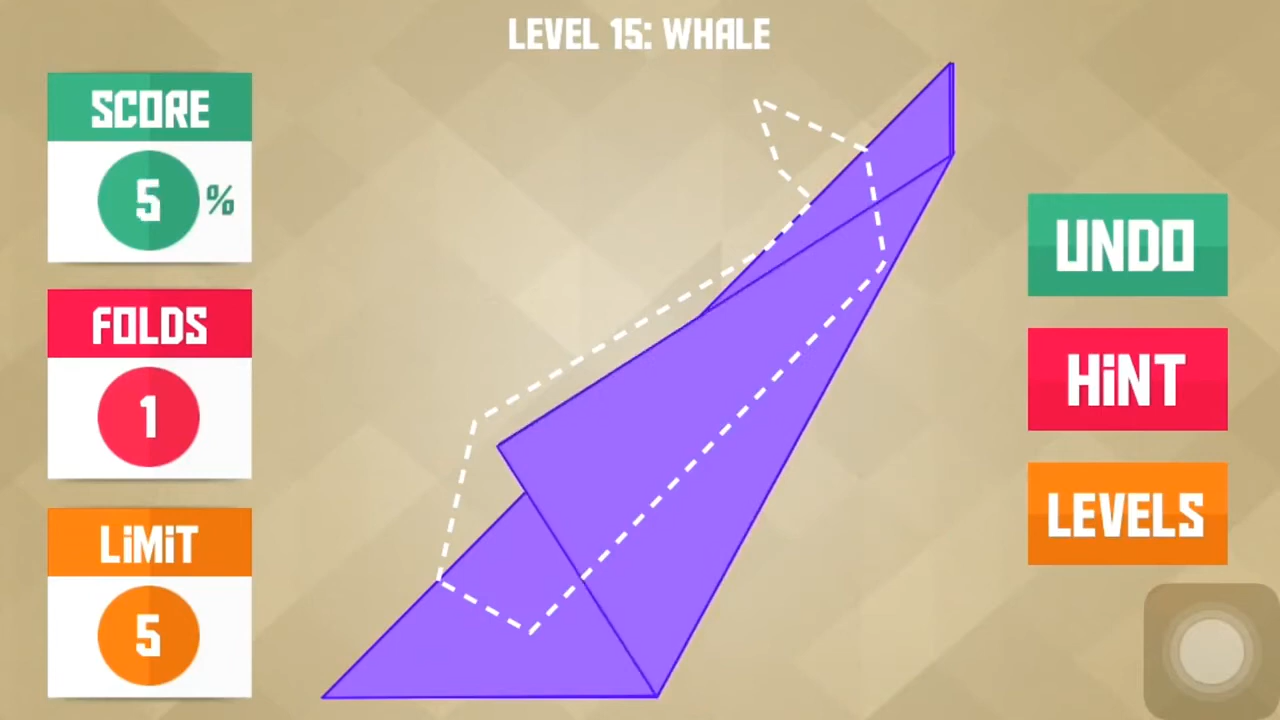 LEVEL 15: WHALE
SCORE
5 %
FOLDS
1
LiMiT
5
UNDO
HiNT
LEVELS